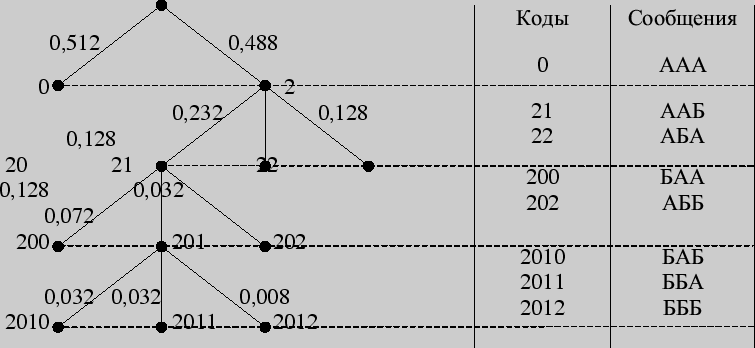 Коды Сообщения
0,512 0,488
0 ААА
0 2
21 ААБ
0,232 0,128
22 АБА
0,128
20 21 22
200 БАА
0,128 0,032
202 АББ
0,072
200 201 202
2010 БАБ
2011 ББА
0,032 0,032 0,008
2012 БББ
2010 2011 2012